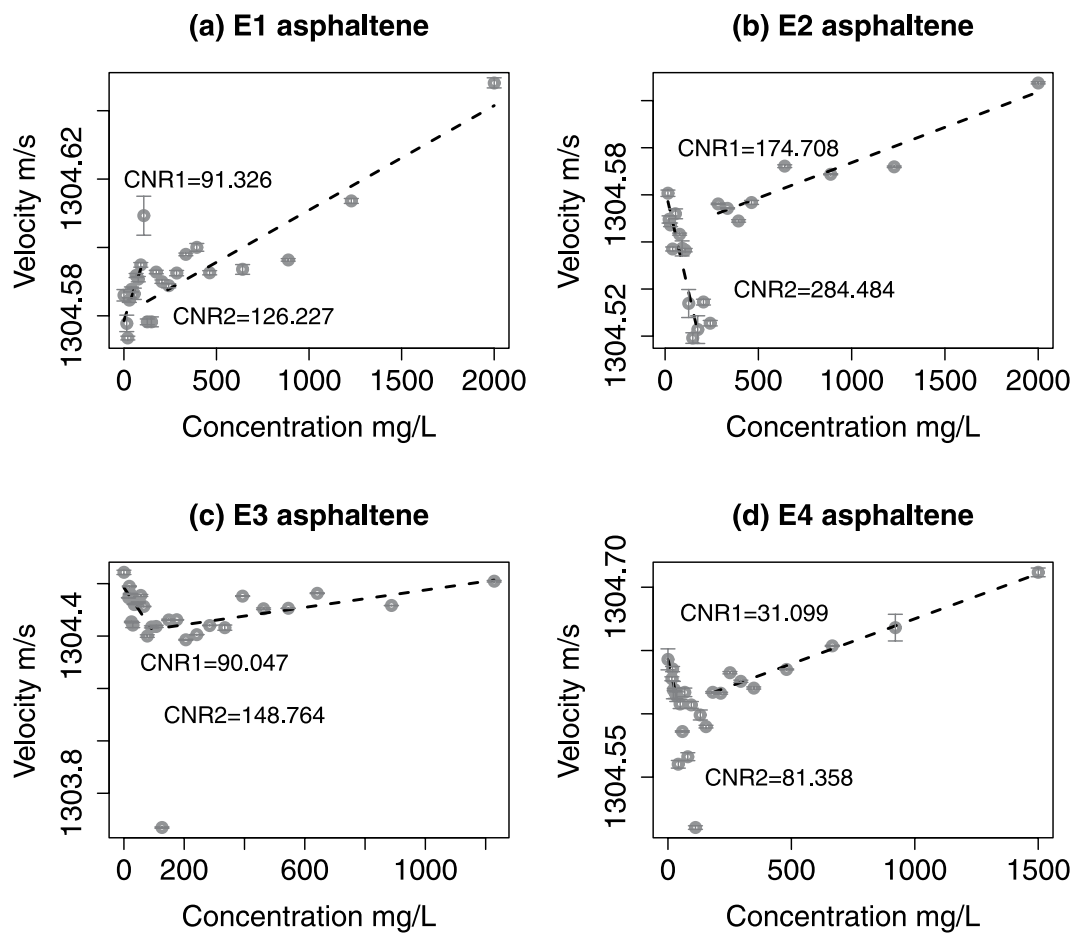 (a) E1 asphaltene
Velocity m/s
1304.62
1304.58
CNR1=91.326
CNR2=126.227
0 500 1000 1500 2000
Concentration mg/L
(b) E2 asphaltene
Velocity m/s
1304.58
1304.52
CNR1=174.708
CNR2=284.484
0 500 1000 1500 2000
Concentration mg/L
(c) E3 asphaltene
Velocity m/s
1304.4
1303.8
CNR1=90.047
CNR2=148.764
0 200 600 1000
Concentration mg/L
(d) E4 asphaltene
Velocity m/s
1304.70
1304.55
CNR1=31.099
CNR2=81.358
0 500 1000 1500
Concentration mg/L